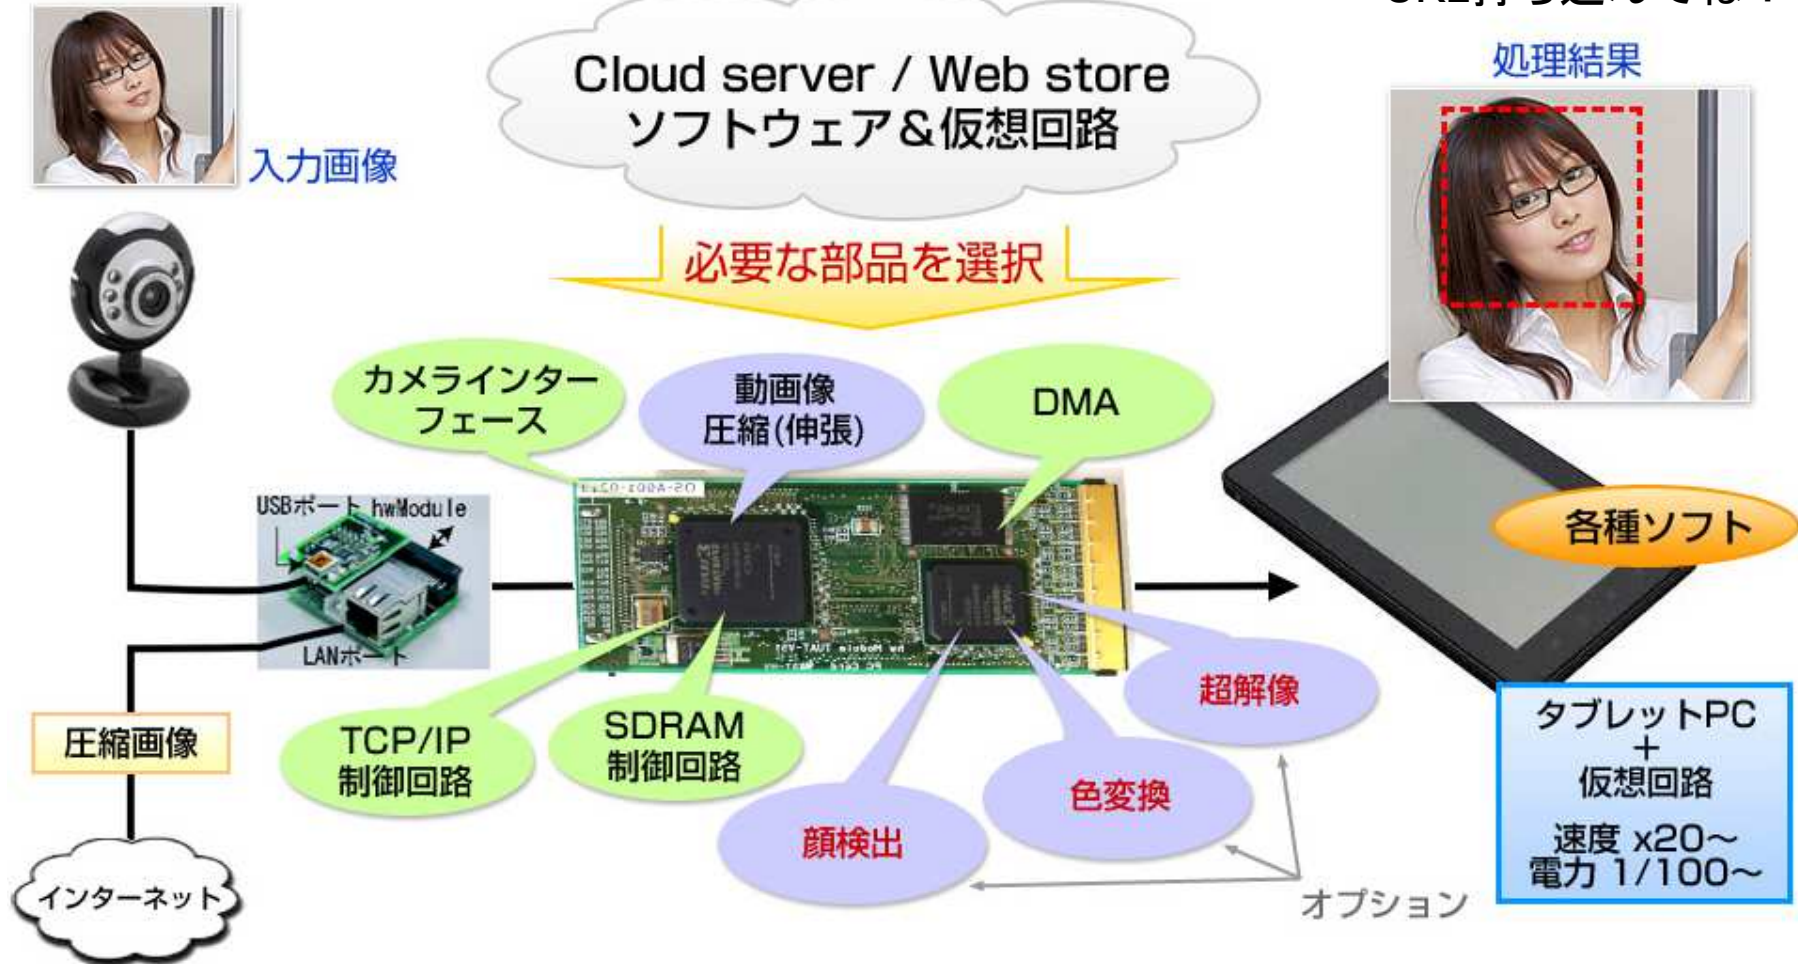 処理結果
入力画像
Cloud server / Web store
ソフトウェア＆仮想回路
必要な部品を選択
カメラインター
フェース
動画像
圧縮(伸張)
DMA
USBポート hwModule
LANポート
各種ソフト
TCP/IP
制御回路
SDRAM
制御回路
超解像
色変換
顔検出
オプション
圧縮画像
インターネット
タブレットPC
＋
仮想回路
速度 x20～
電力 1/100～